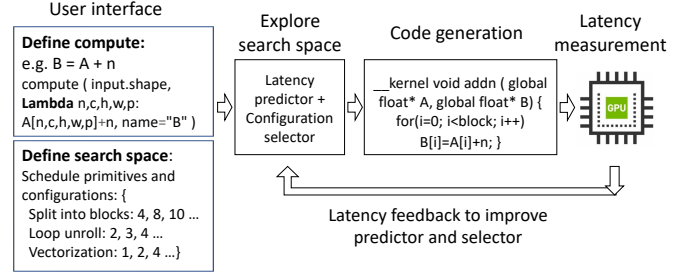 User interface
Define compute:
e.g. B = A + n
compute ( input.shape,
Lambda n,c,h,w,p:
A[n,c,h,w,p]+n, name="B" )
Define search space:
Schedule primitives and
configurations: {
Split into blocks: 4, 8, 10 ...
Loop unroll: 2, 3, 4 ...
Vectorization: 1, 2, 4 ...}
Explore
search space
Latency
predictor +
Configuration
selector
Code generation
__kernel void addn ( global
float* A, global float* B) {
for(i=0; i<block; i++)
B[i]=A[i]+n; }
Latency
measurement
GPU
Latency feedback to improve
predictor and selector